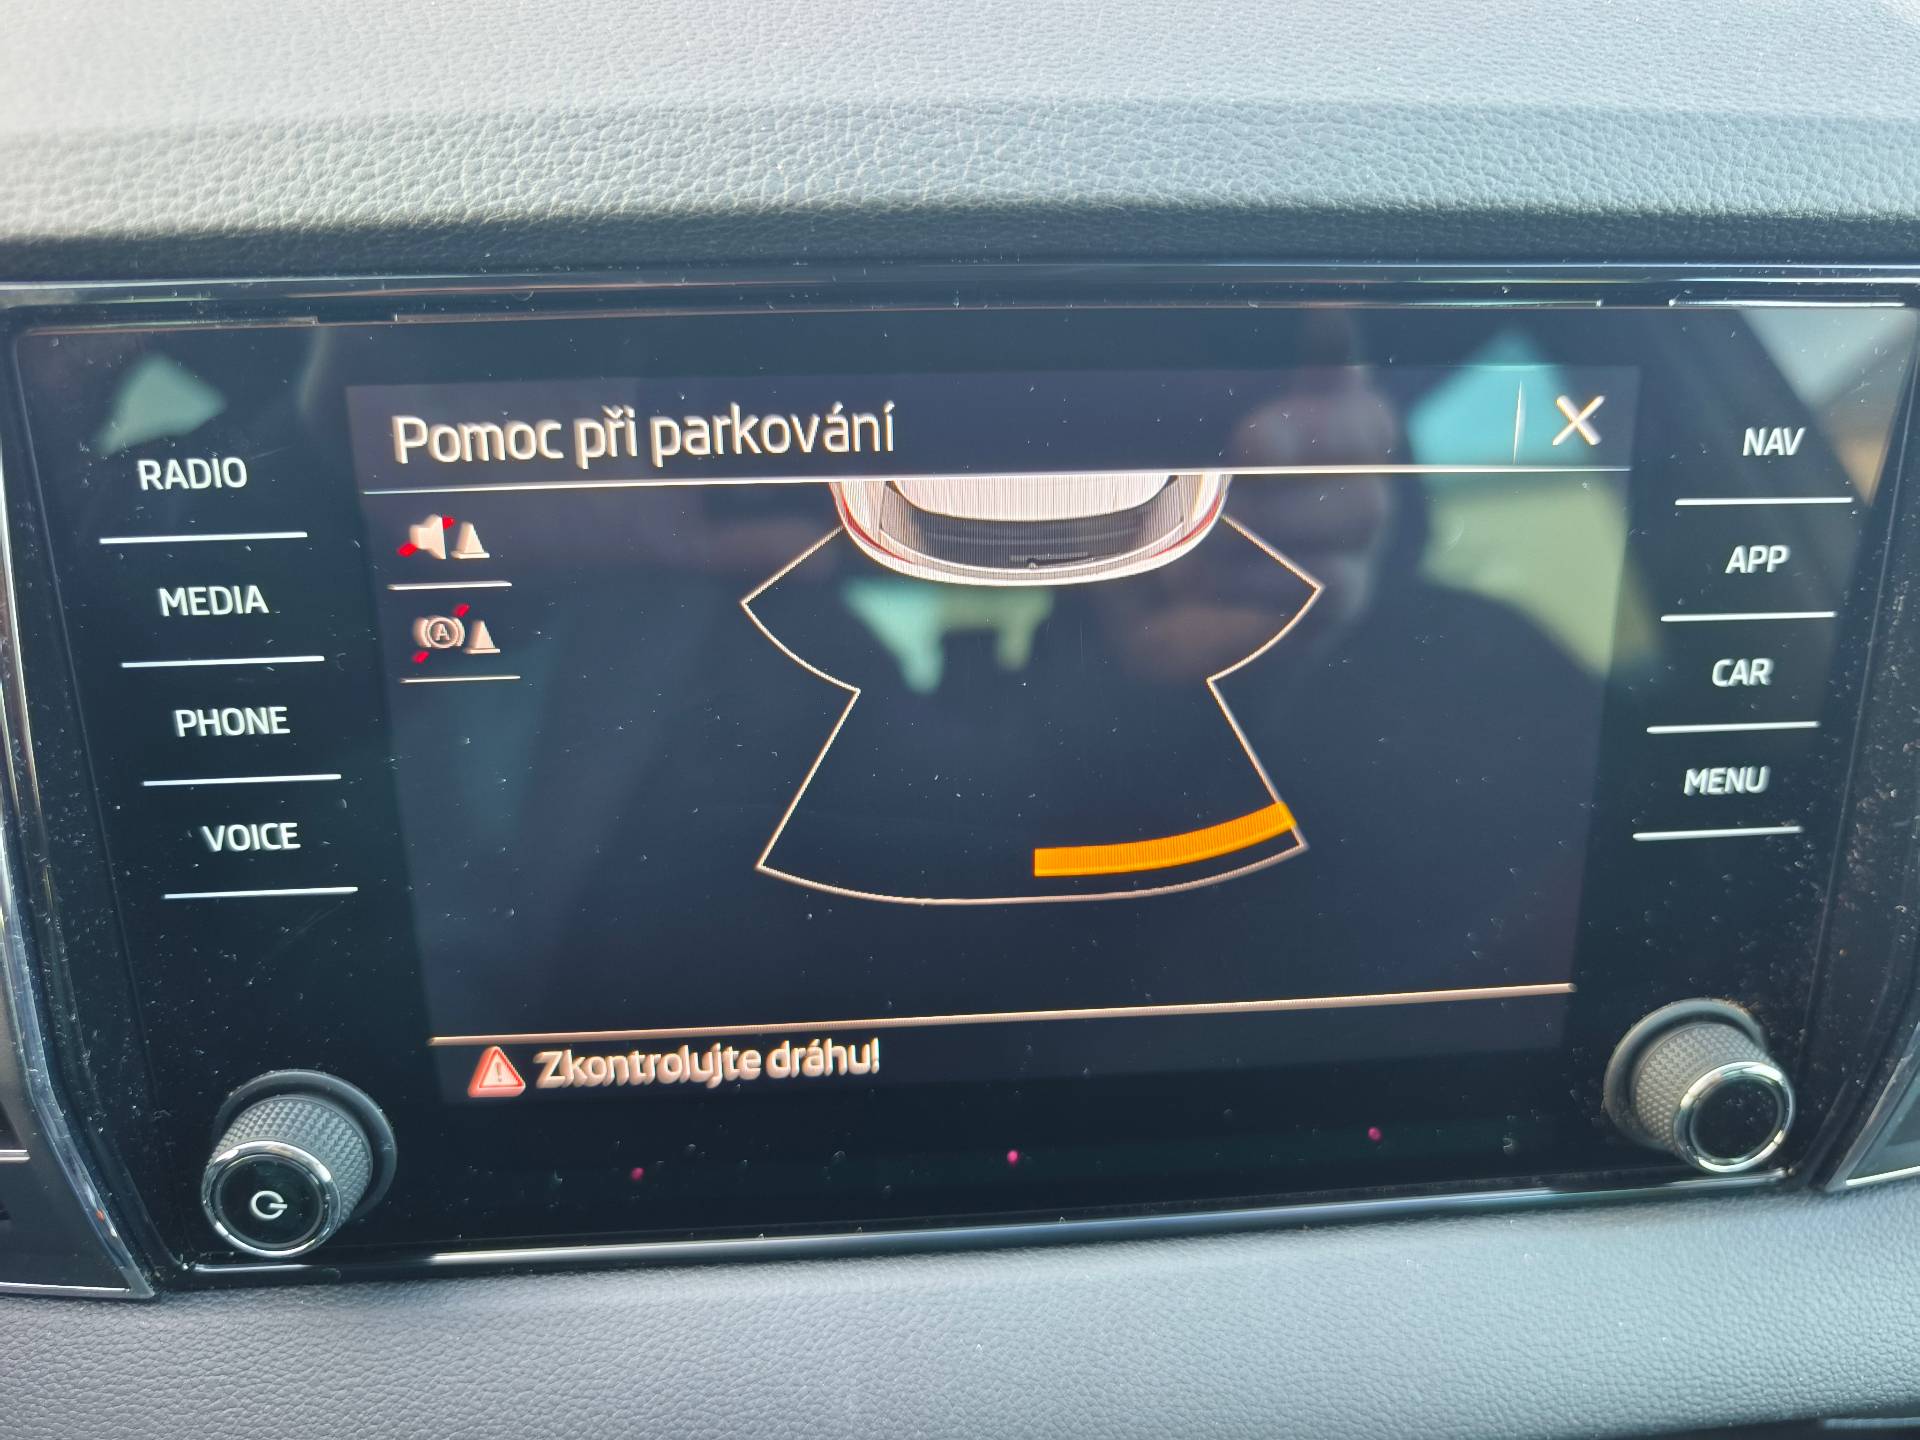 Pomoc při parkování
RADIO
MEDIA
PHONE
VOICE
A
NAV
APP
CAR
MENU
Zkontrolujte dráhu!